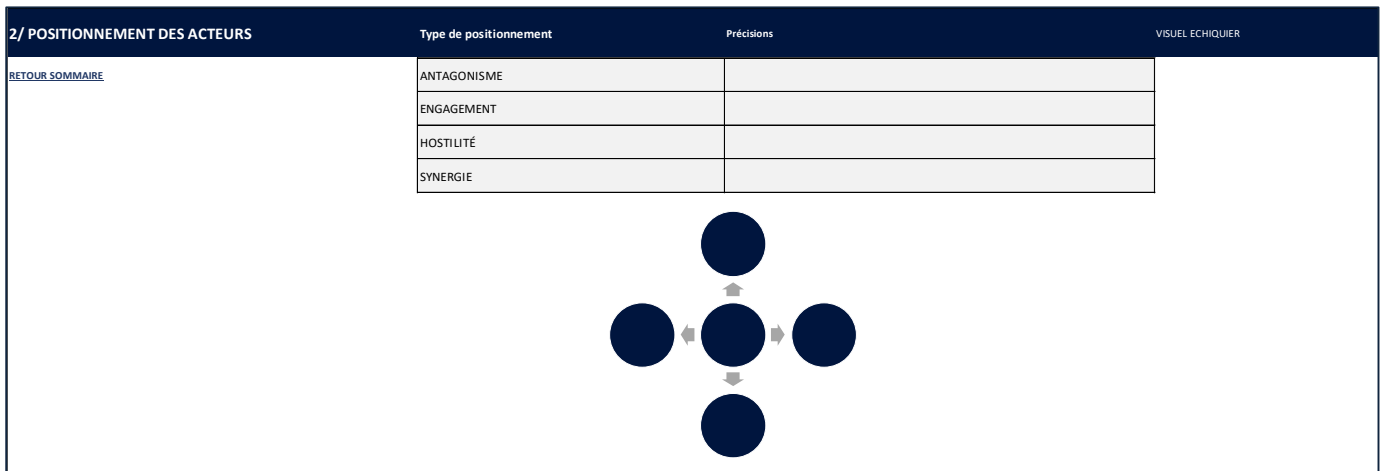 2/ POSITIONNEMENT DES ACTEURS
Type de positionnement
Précisions
VISUEL ECHIQUIER
RETOUR SOMMAIRE
ANTAGONISME
ENGAGEMENT
HOSTILITÉ
SYNERGIE